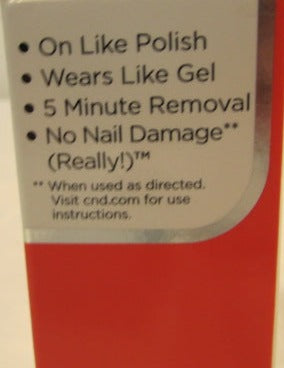 • On Like Polish
• Wears Like Gel
• 5 Minute Removal
• No Nail Damage**
(Really!)™
** When used as directed.
Visit cnd.com for use
instructions.